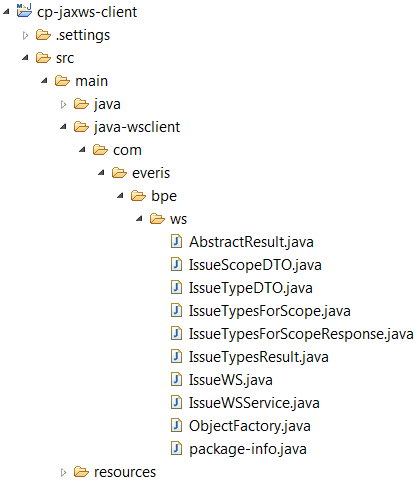 cp-jaxws-client
.settings
src
main
java
java-wsclient
com
everis
bpe
ws
AbstractResult.java
IssueScopeDTO.java
IssueTypeDTO.java
IssueTypesForScope.java
IssueTypesForScopeResponse.java
IssueTypesResult.java
IssueWS.java
IssueWSService.java
ObjectFactory.java
package-info.java
resources